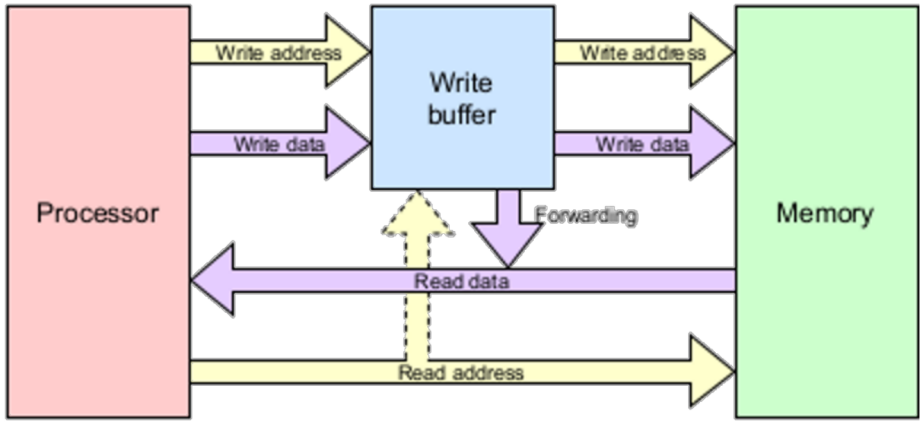 Write address
Write address
Write
buffer
Write data
Write data
Processor
Forwarding
Memory
Read data
Read address